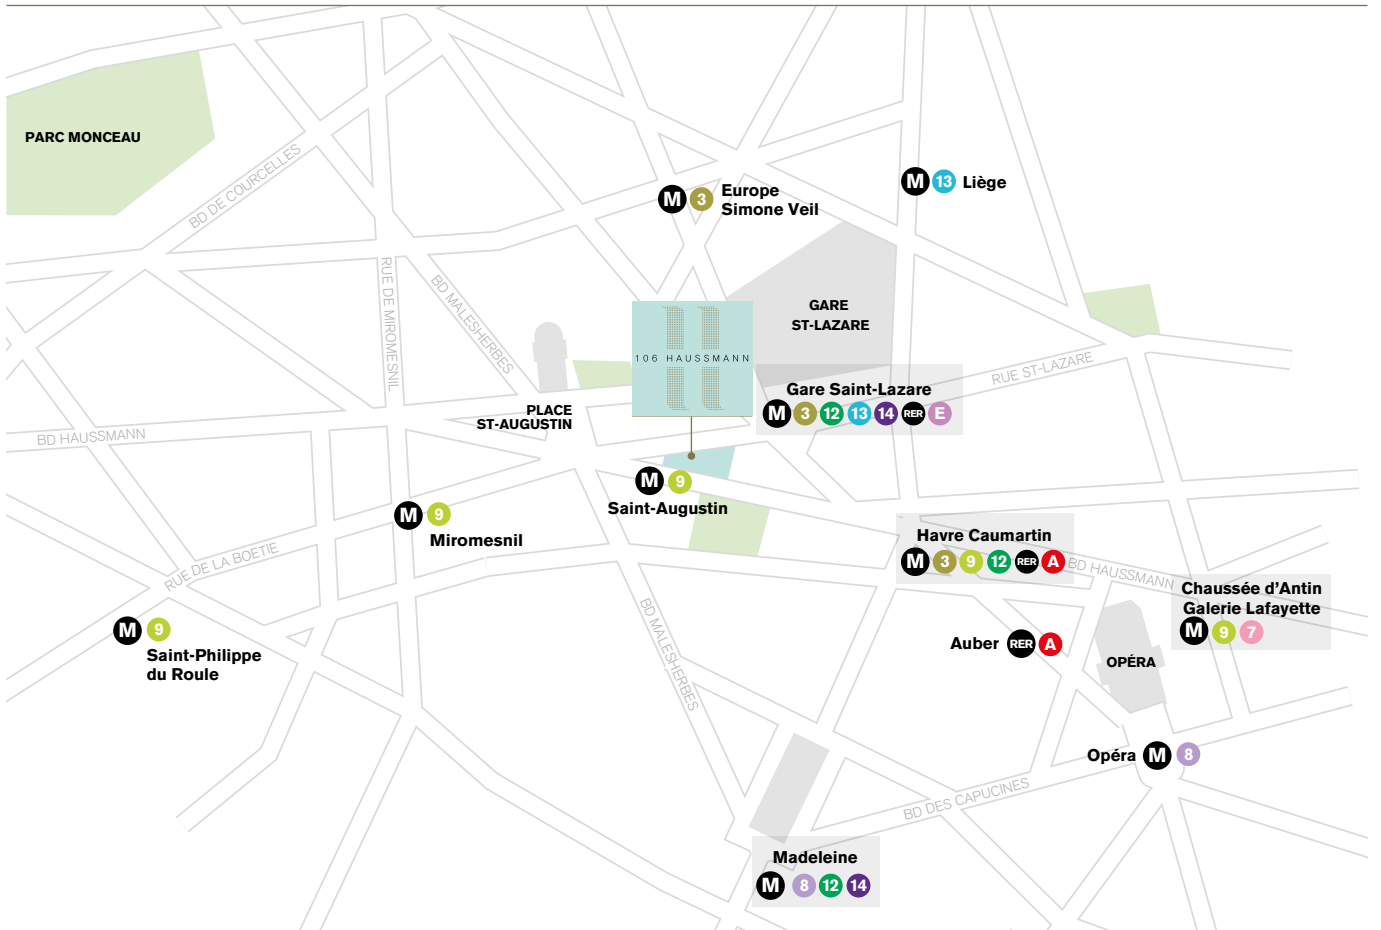 PARC MONCEAU
BD DE COURCELLES
M 3 Europe
Simone Veil
M 13 Liège
RUE DE MIROMESNIL
BD MALESHERBES
GARE
ST-LAZARE
106 HAUSSMANN
RUE ST-LAZARE
Gare Saint-Lazare
M 3 12 13 14 RER E
PLACE
ST-AUGUSTIN
BD HAUSSMANN
M 9
Saint-Augustin
M 9
Miromesnil
RUE DE LA BOETIE
Havre Caumartin
M 3 9 12 RER A
BD HAUSSMANN
Chaussée d'Antin
Galerie Lafayette
M 9 7
M 9
Saint-Philippe
du Roule
BD MALESHERBES
Auber RER A
OPÉRA
Opéra M 8
BD DES CAPUCINES
Madeleine
M 8 12 14